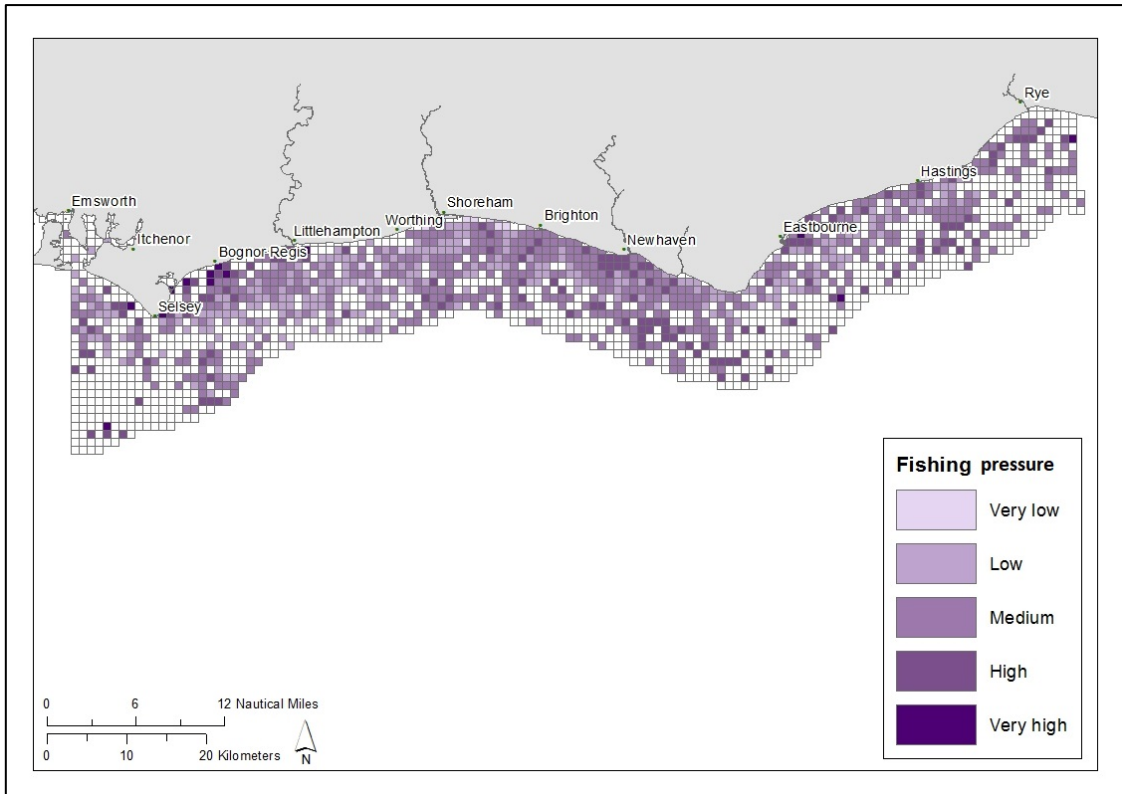 Rye
Hastings
Emsworth
Shoreham
Brighton
Worthing
Eastbourne
Itchenor
Littlehampton
Newhaven
Bognor Regis
Selsey
Fishing pressure
Very low
Low
Medium
High
Very high
0 6 12 Nautical Miles
0 10 20 Kilometers
N